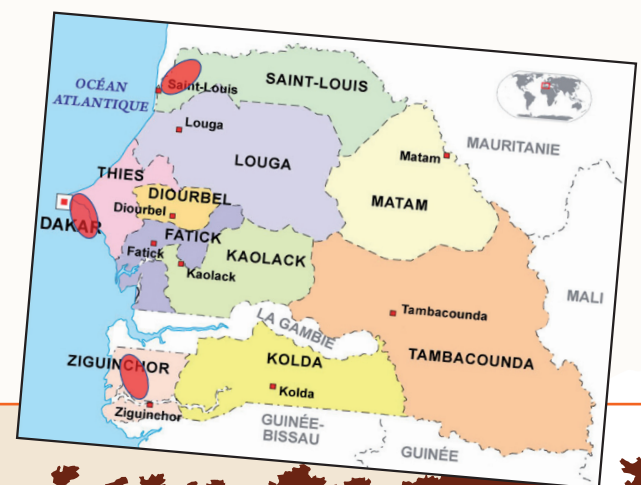 OCÉAN
ATLANTIQUE
Saint-Louis
SAINT-LOUIS
Louga
LOUGA
MAURITANIE
Matam
MATAM
THIES
DIOURBEL
Diourbel
DAKAR
FATICK
Fatick
KAOLACK
Kaolack
MALI
Tambacounda
TAMBACOUNDA
LA GAMBIE
ZIGUINCHOR
Ziguinchor
KOLDA
Kolda
GUINÉE-
BISSAU
GUINÉE